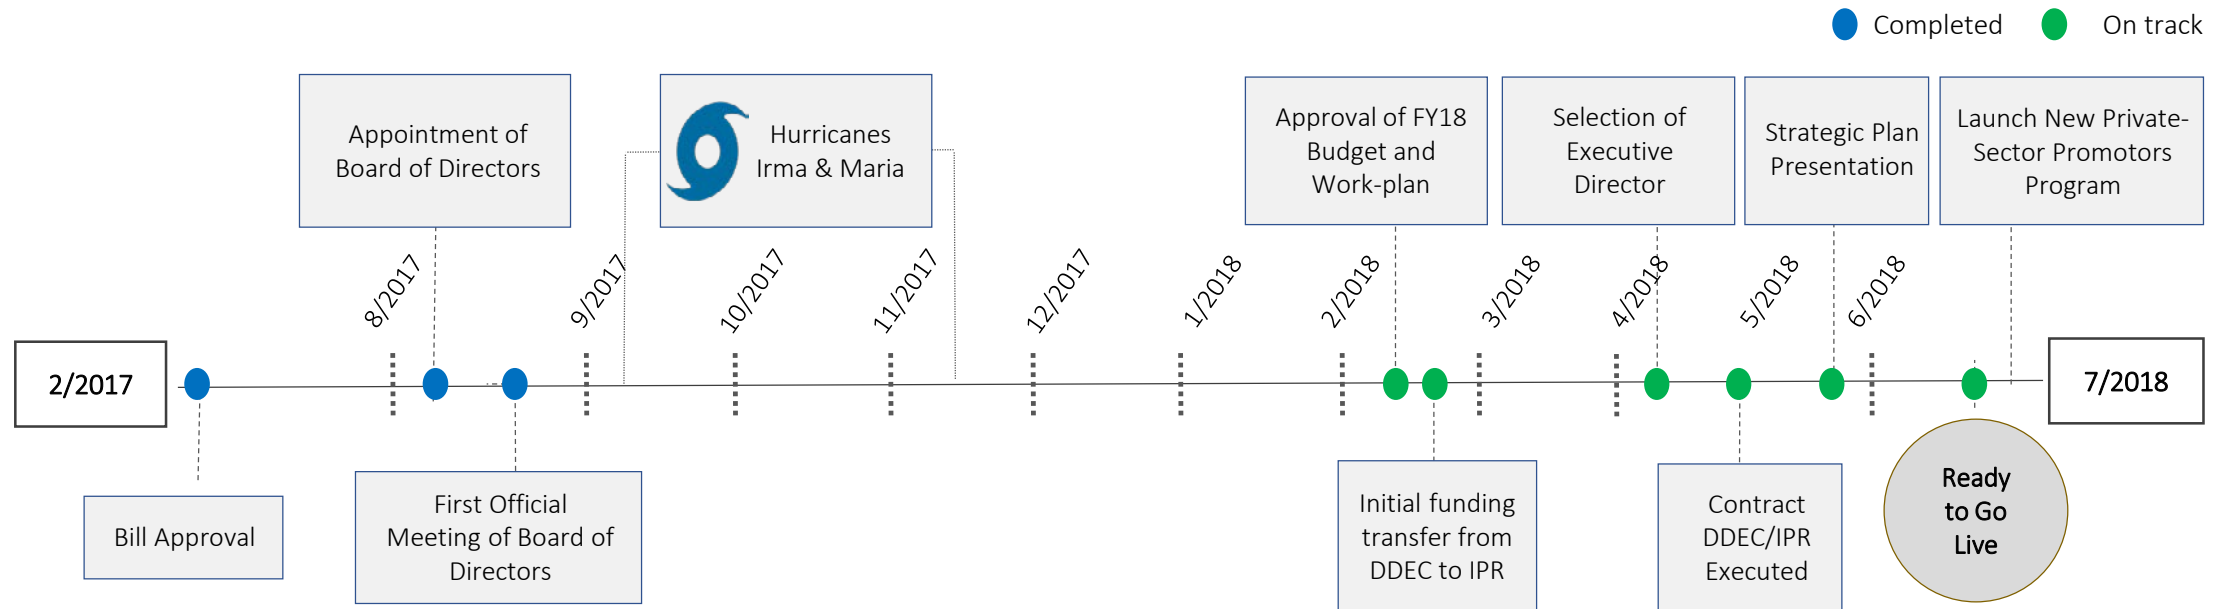 Completed
On track
Appointment of
Board of Directors
Hurricanes
Irma & Maria
Approval of FY18
Budget and
Work-plan
Selection of
Executive
Director
Strategic Plan
Presentation
Launch New Private-
Sector Promotors
Program
8/2017
9/2017
10/2017
11/2017
12/2017
1/2018
2/2018
3/2018
4/2018
5/2018
6/2018
2/2017
7/2018
Bill Approval
First Official
Meeting of Board of
Directors
Initial funding
transfer from
DDEC to IPR
Contract
DDEC/IPR
Executed
Ready
to Go
Live